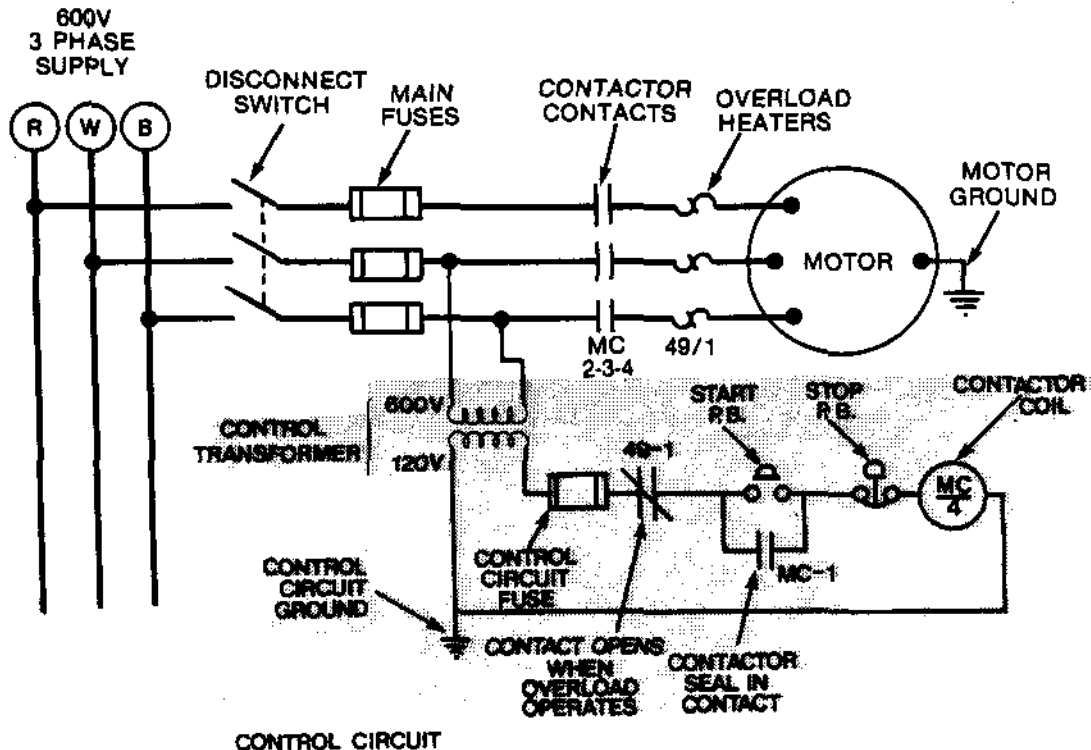 600V
3 PHASE
SUPPLY
DISCONNECT
SWITCH
MAIN
FUSES
CONTACTOR
CONTACTS
OVERLOAD
HEATERS
R
W
B
MOTOR
GROUND
MOTOR
MC
2-3-4
49/1
600V
120V
CONTROL
TRANSFORMER
START
P.B.
STOP
P.B.
CONTACTOR
COIL
49-1
MC
4
MC-1
CONTROL
CIRCUIT
FUSE
CONTROL
CIRCUIT
GROUND
CONTACT OPENS
WHEN
OVERLOAD
OPERATES
CONTACTOR
SEAL IN
CONTACT
CONTROL CIRCUIT